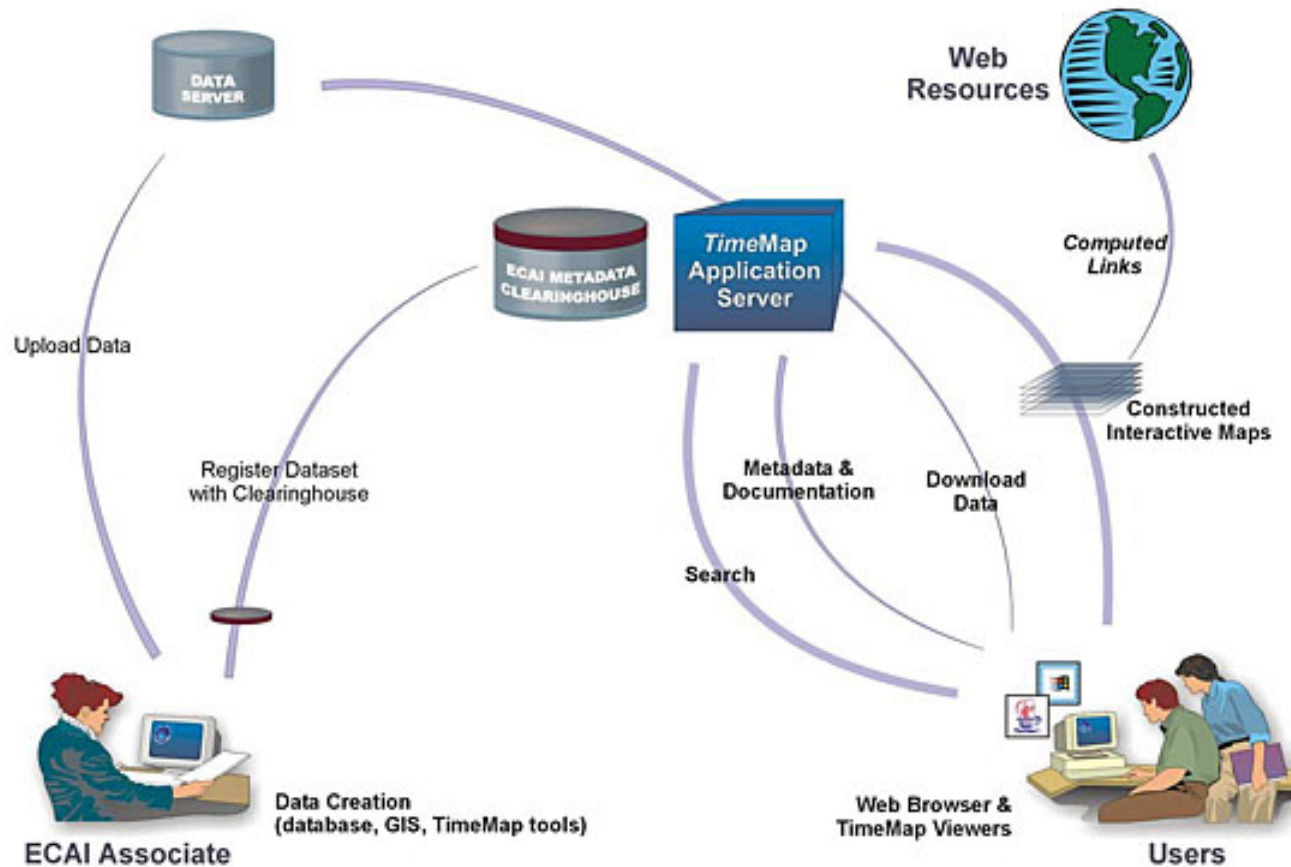 DATA
SERVER
Web
Resources
TimeMap
Application
Server
ECAI METADATA
CLEARINGHOUSE
Computed
Links
Upload Data
Constructed
Interactive Maps
Register Dataset
with Clearinghouse
Metadata &
Documentation
Download
Data
Search
Data Creation
(database, GIS, TimeMap tools)
ECAI Associate
Web Browser &
TimeMap Viewers
Users